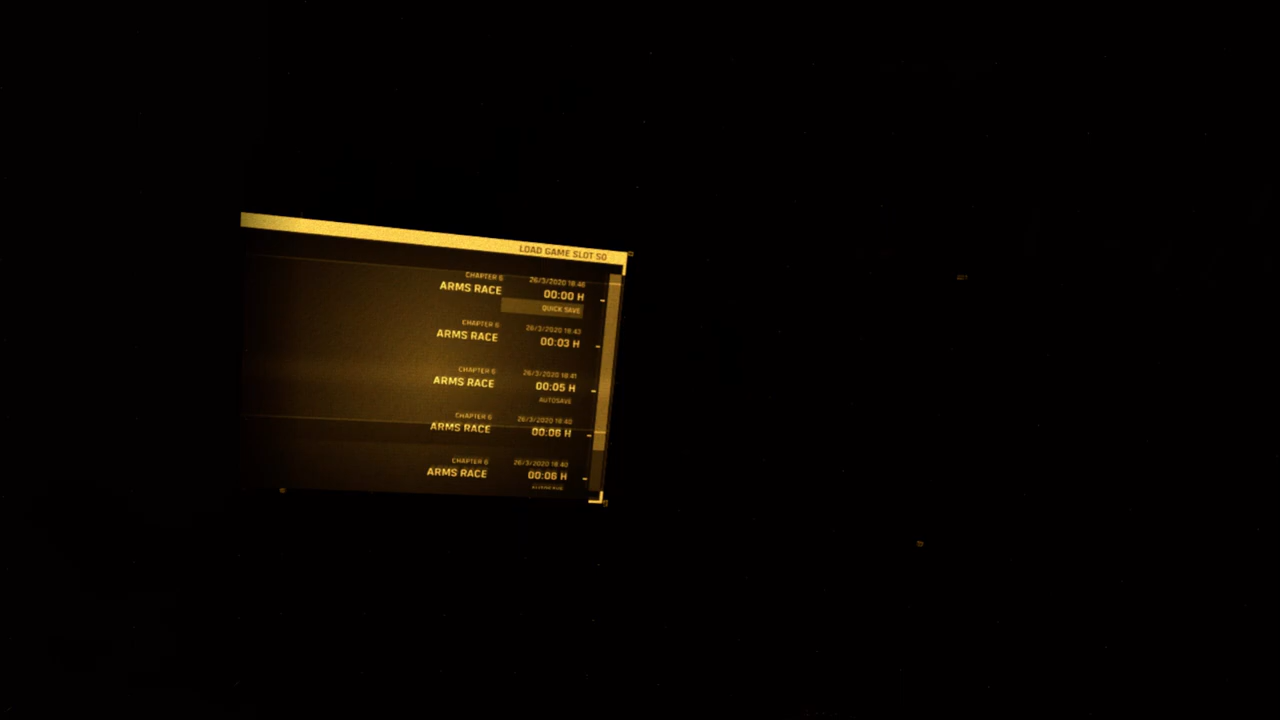 LOAD GAME SLOT 50
CHAPTER 6
ARMS RACE
26/3/2020 18:46
00:00 H
QUICK SAVE
CHAPTER 6
ARMS RACE
26/3/2020 18:43
00:03 H
CHAPTER 6
ARMS RACE
26/3/2020 18:41
00:05 H
AUTOSAVE
CHAPTER 6
ARMS RACE
26/3/2020 18:40
00:06 H
CHAPTER 6
ARMS RACE
26/3/2020 18:40
00:06 H